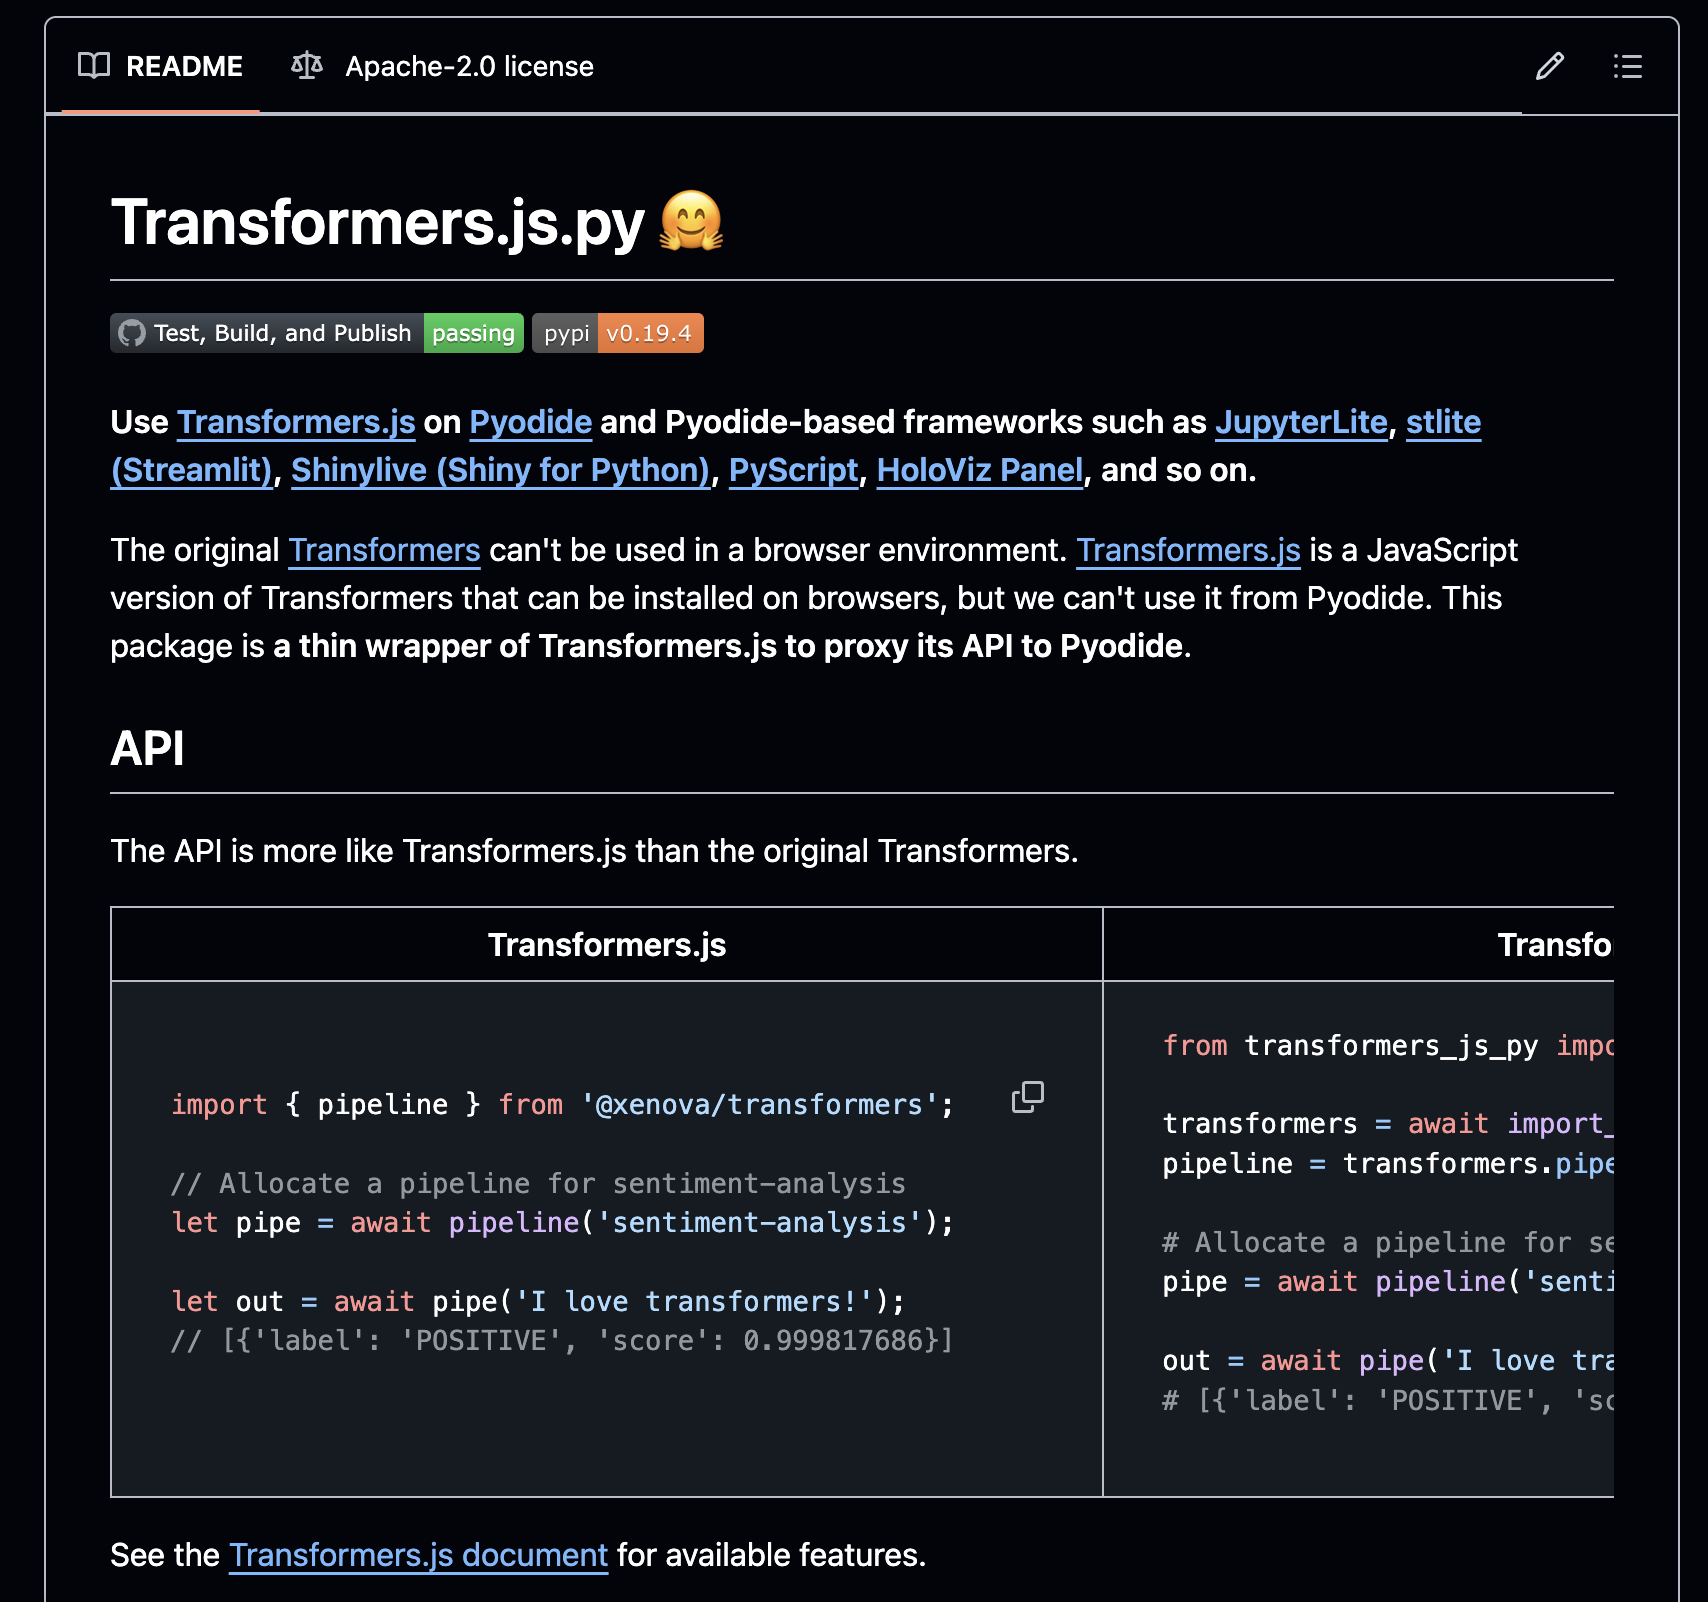 README
Apache-2.0 license
Transformers.js.py 🤗
Test, Build, and Publish passing
pypi v0.19.4
Use Transformers.js on Pyodide and Pyodide-based frameworks such as JupyterLite, stlite
(Streamlit), Shinylive (Shiny for Python), PyScript, HoloViz Panel, and so on.
The original Transformers can't be used in a browser environment. Transformers.js is a JavaScript
version of Transformers that can be installed on browsers, but we can't use it from Pyodide. This
package is a thin wrapper of Transformers.js to proxy its API to Pyodide.
API
The API is more like Transformers.js than the original Transformers.
Transformers.js
import { pipeline } from '@xenova/transformers';
// Allocate a pipeline for sentiment-analysis
let pipe = await pipeline('sentiment-analysis');
let out = await pipe('I love transformers!');
// [{'label': 'POSITIVE', 'score': 0.999817686}]
Transfo
from transformers_js_py impo
transformers = await import_
pipeline = transformers.pipe
# Allocate a pipeline for se
pipe = await pipeline('senti
out = await pipe('I love tra
# [{'label': 'POSITIVE', 'sc
See the Transformers.js document for available features.